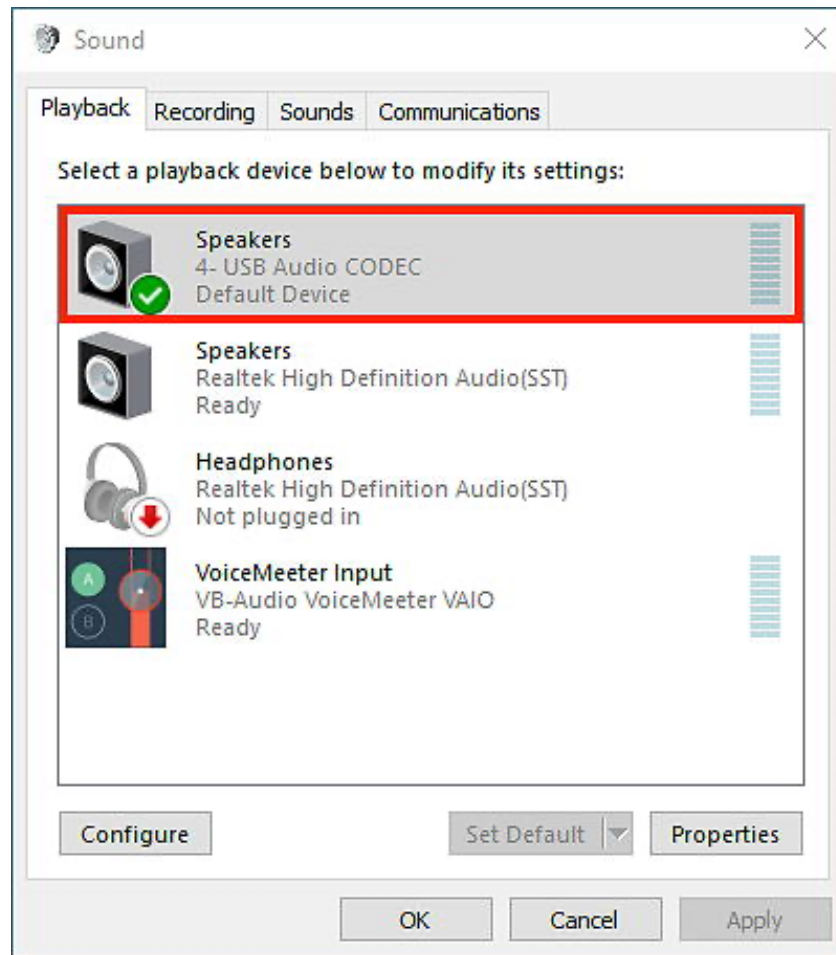 Sound
Playback Recording Sounds Communications
Select a playback device below to modify its settings:
Speakers
4- USB Audio CODEC
Default Device
Speakers
Realtek High Definition Audio(SST)
Ready
Headphones
Realtek High Definition Audio(SST)
Not plugged in
A
B
VoiceMeeter Input
VB-Audio VoiceMeeter VAIO
Ready
Configure Set Default Properties
OK Cancel Apply